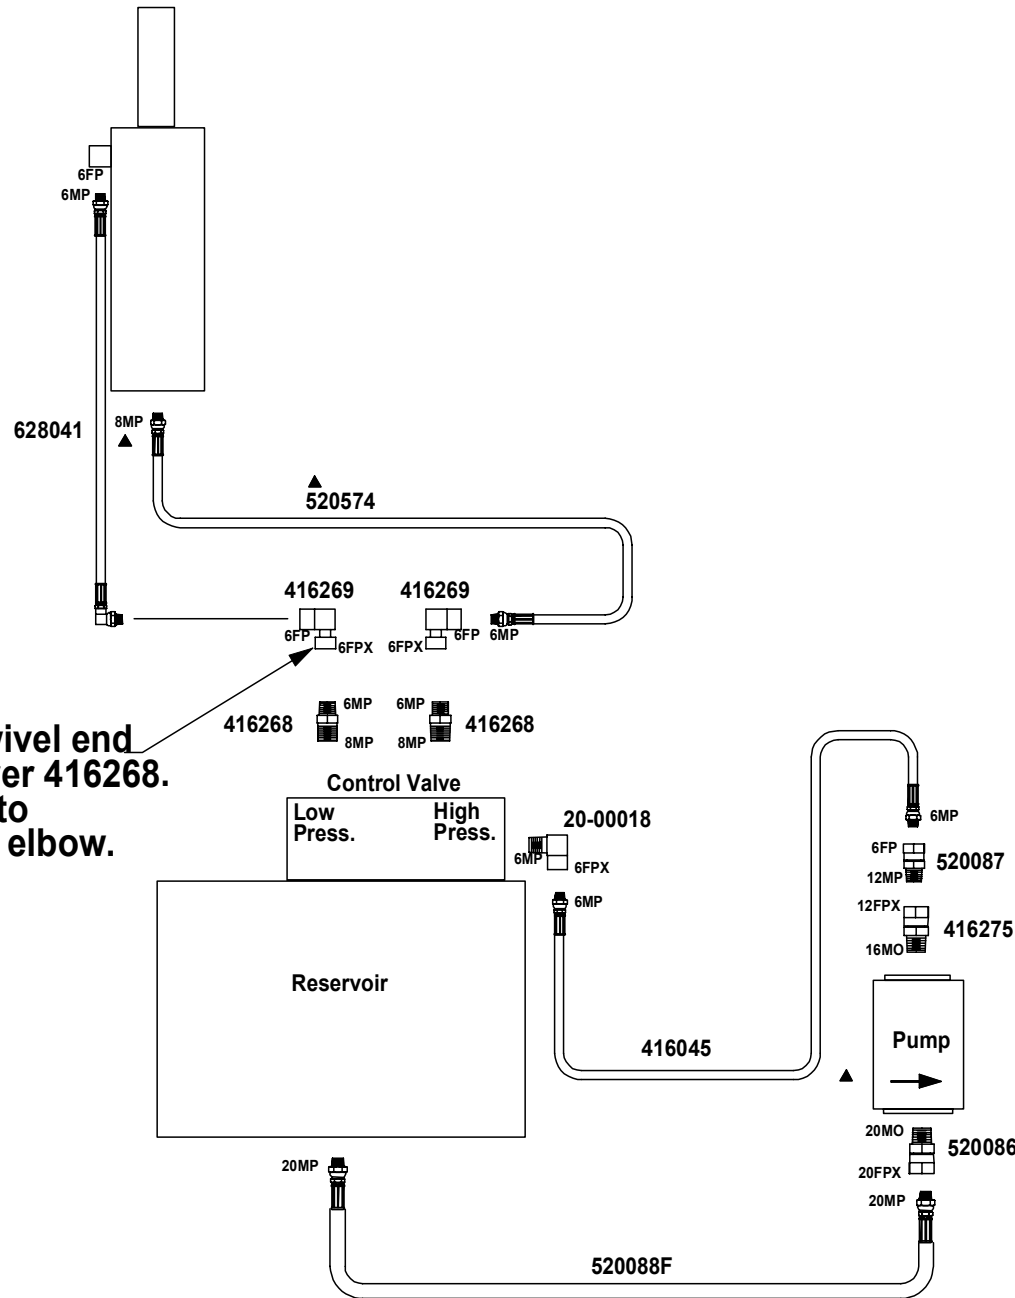 6FP
6MP
628041
8MP
520574
416269
416269
6FP
6FPX
6FPX
6FP
6MP
416268
6MP
8MP
6MP
8MP
416268
end
416268.
to
elbow.
Control Valve
Low
Press.
High
Press.
20-00018
6MP
6FPX
6MP
6MP
6FP
12MP
520087
12FPX
16MO
416275
Reservoir
416045
Pump
20MO
20FPX
520086
20MP
20MP
520088F